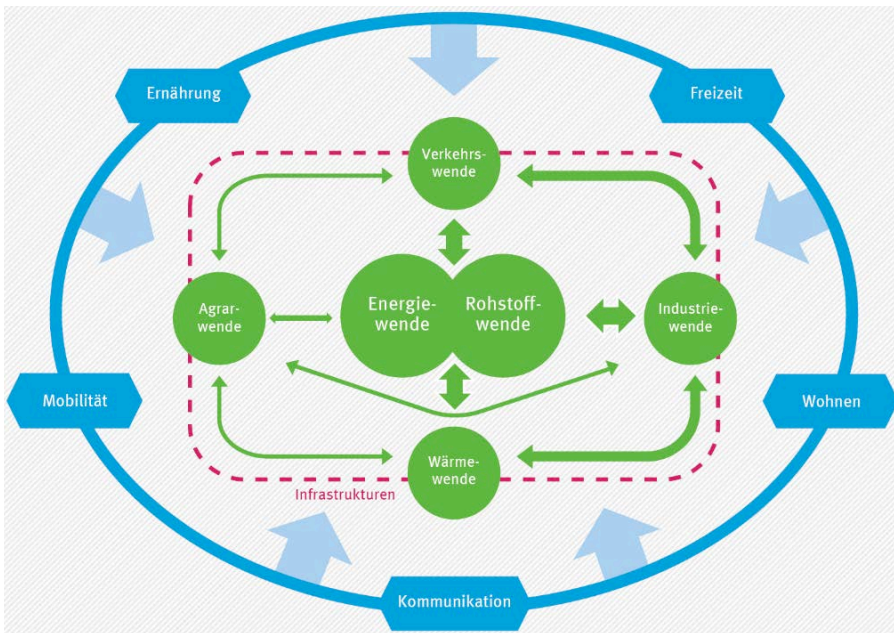 Ernährung
Freizeit
Verkehrs-
wende
Energie-
wende
Rohstoff-
wende
Agrar-
wende
Industrie-
wende
Mobilität
Wohnen
Wärme-
wende
Infrastrukturen
Kommunikation